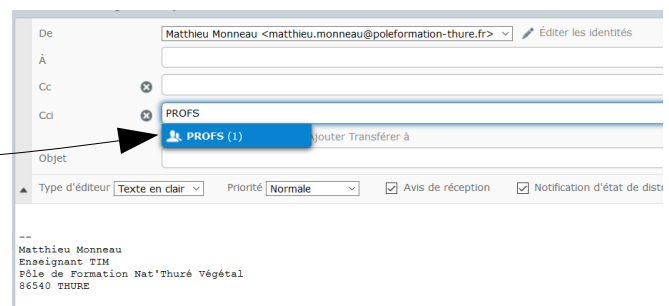 De
Matthieu Monneau <matthieu.monneau@poleformation-thure.fr>
Éditer les identités
À
Cc
Cci
PROFS
PROFS (1)
jouter Transférer à
Objet
Type d'éditeur Texte en clair
Priorité Normale
Avis de réception
Notification d'état de distr
--
Matthieu Monneau
Enseignant TIM
Pôle de Formation Nat'Thuré Végétal
86540 THURE